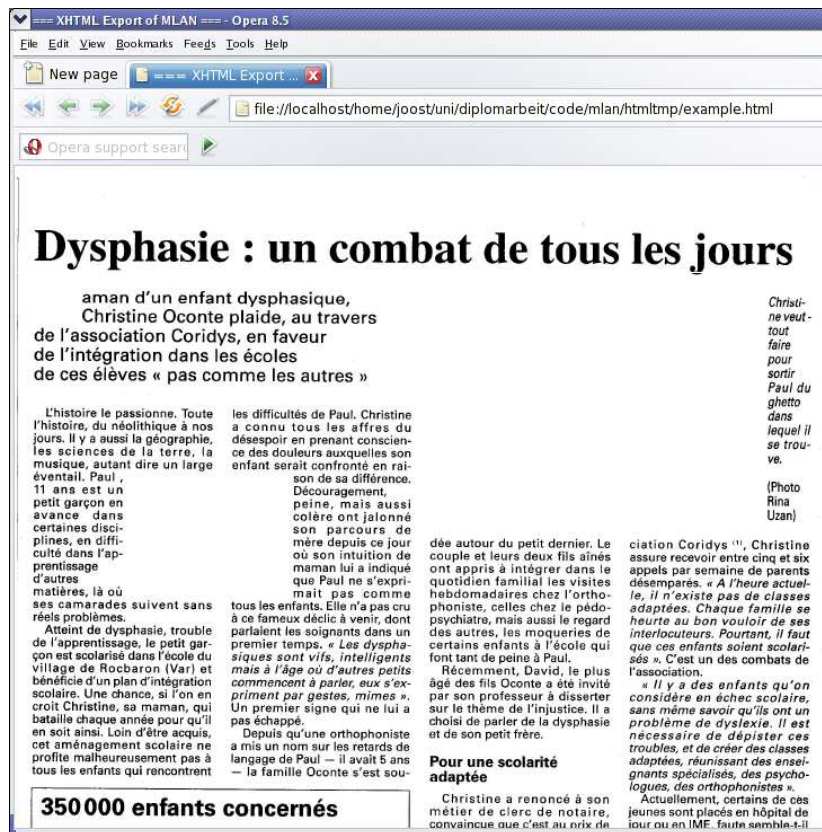 === XHTML Export of MLAN === - Opera 8.5
File Edit View Bookmarks Feeds Tools Help
New page
=== XHTML Export ...
file://localhost/home/joost/uni/diplomarbeit/code/mlan/htmltmp/example.html
Opera support searc
Dysphasie : un combat de tous les jours
aman d'un enfant dysphasique,
Christine Oconte plaide, au travers
de l'association Coridys, en faveur
de l'intégration dans les écoles
de ces élèves « pas comme les autres »
Christi-
ne veut-
tout
faire
pour
sortir
Paul du
ghetto
dans
lequel il
se trou-
ve.
(Photo
Rina
Uzan)
L'histoire le passionne. Toute
l'histoire, du néolithique à nos
jours. Il y a aussi la géographie,
les sciences de la terre, la
musique, autant dire un large
éventail. Paul ,
11 ans est un
petit garçon en
avance dans
certaines disci-
plines, en diffi-
culté dans l'ap-
prentissage
d'autres
matières, là où
ses camarades suivent sans
réels problèmes.
Atteint de dysphasie, trouble
de l'apprentissage, le petit gar-
çon est scolarisé dans l'école du
village de Rocbaron (Var) et
bénéficie d'un plan d'intégration
scolaire. Une chance, si l'on en
croit Christine, sa maman, qui
bataille chaque année pour qu'il
en soit ainsi. Loin d'être acquis,
cet aménagement scolaire ne
profite malheureusement pas à
tous les enfants qui rencontrent
les difficultés de Paul. Christine
a connu tous les affres du
désespoir en prenant conscien-
ce des douleurs auxquelles son
enfant serait confronté en rai-
son de sa différence.
Découragement,
peine, mais aussi
colère ont jalonné
son parcours de
mère depuis ce jour
où son intuition de
maman lui a indiqué
que Paul ne s'expri-
mait pas comme
tous les enfants. Elle n'a pas cru
à ce fameux déclic à venir, dont
parlaient les soignants dans un
premier temps. « Les dyspha-
siques sont vifs, intelligents
mais à l'âge où d'autres petits
commencent à parler, eux s'ex-
priment par gestes, mimes ».
Un premier signe qui ne lui a
pas échappé.
Depuis qu'une orthophoniste
a mis un nom sur les retards de
langage de Paul — il avait 5 ans
— la famille Oconte s'est sou-
350 000 enfants concernés
dée autour du petit dernier. Le
couple et leurs deux fils aînés
ont appris à intégrer dans le
quotidien familial les visites
hebdomadaires chez l'ortho-
phoniste, celles chez le pédo-
psychiatre, mais aussi le regard
des autres, les moqueries de
certains enfants à l'école qui
font tant de peine à Paul.
Récemment, David, le plus
âgé des fils Oconte a été invité
par son professeur à disserter
sur le thème de l'injustice. Il a
choisi de parler de la dysphasie
et de son petit frère.
Pour une scolarité
adaptée
Christine a renoncé à son
métier de clerc de notaire,
convaincue que c'est au prix de
ciation Coridys (1), Christine
assure recevoir entre cinq et six
appels par semaine de parents
désemparés. « A l'heure actuel-
le, il n'existe pas de classes
adaptées. Chaque famille se
heurte au bon vouloir de ses
interlocuteurs. Pourtant, il faut
que ces enfants soient scolari-
sés ». C'est un des combats de
l'association.
« Il y a des enfants qu'on
considère en échec scolaire,
sans même savoir qu'ils ont un
problème de dyslexie. Il est
nécessaire de dépister ces
troubles, et de créer des classes
adaptées, réunissant des ensei-
gnants spécialisés, des psycho-
logues, des orthophonistes ».
Actuellement, certains de ces
jeunes sont placés en hôpital de
jour ou en IME, faute semble-t-il